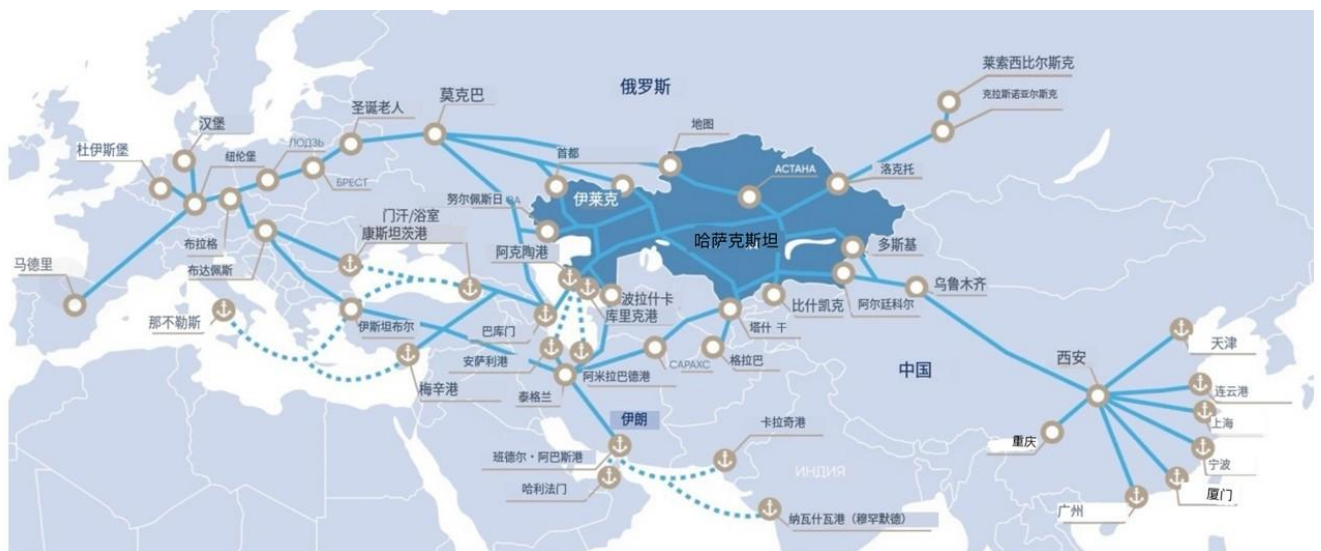 俄罗斯
莱索西比尔斯克
克拉斯诺亚尔斯克
圣诞老人
莫克巴
汉堡
地图
杜伊斯堡
纽伦堡
ЛОДЗЬ
首都
АСТАНА
洛克托
БРЕСТ
伊莱克
努尔佩斯日
门汗/浴室
康斯坦茨港
布拉格
哈萨克斯坦
多斯基
阿克陶港
马德里
布达佩斯
乌鲁木齐
波拉什卡
库里克港
比什凯克
阿尔廷科尔
那不勒斯
伊斯坦布尔
巴库门
塔什 干
天津
安萨利港
САРАХС
格拉巴
西安
中国
阿米拉巴德港
梅辛港
泰格兰
连云港
伊朗
卡拉奇港
上海
重庆
班德尔・阿巴斯港
ИНДИЯ
宁波
哈利法门
厦门
广州
纳瓦什瓦港（穆罕默德）